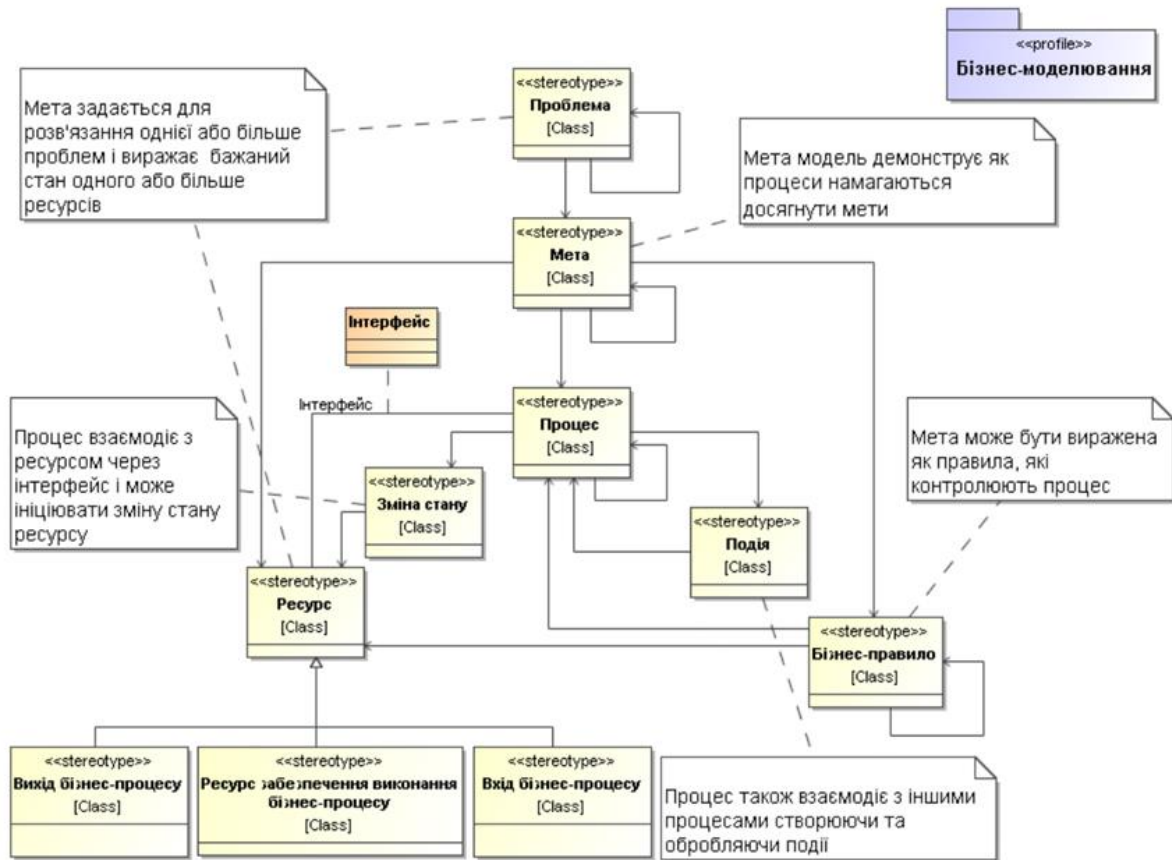 <<profile>>
Бізнес-моделювання
Мета задається для
розв'язання однієї або більше
проблем і виражає бажаний
стан одного або більше
ресурсів
<<stereotype>>
Проблема
[Class]
Мета модель демонструє як
процеси намагаються
досягнути мети
<<stereotype>>
Мета
[Class]
Інтерфейс
Інтерфейс
<<stereotype>>
Процес
[Class]
Процес взаємодіє з
ресурсом через
інтерфейс і може
ініціювати зміну стану
ресурсу
<<stereotype>>
Зміна стану
[Class]
Мета може бути виражена
як правила, які
контролюють процес
<<stereotype>>
Подія
[Class]
<<stereotype>>
Ресурс
[Class]
<<stereotype>>
Бізнес-правило
[Class]
<<stereotype>>
Вихід бізнес-процесу
[Class]
<<stereotype>>
Ресурс забезпечення виконання
бізнес-процесу
[Class]
<<stereotype>>
Вхід бізнес-процесу
[Class]
Процес також взаємодіє з іншими
процесами створюючи та
обробляючи події